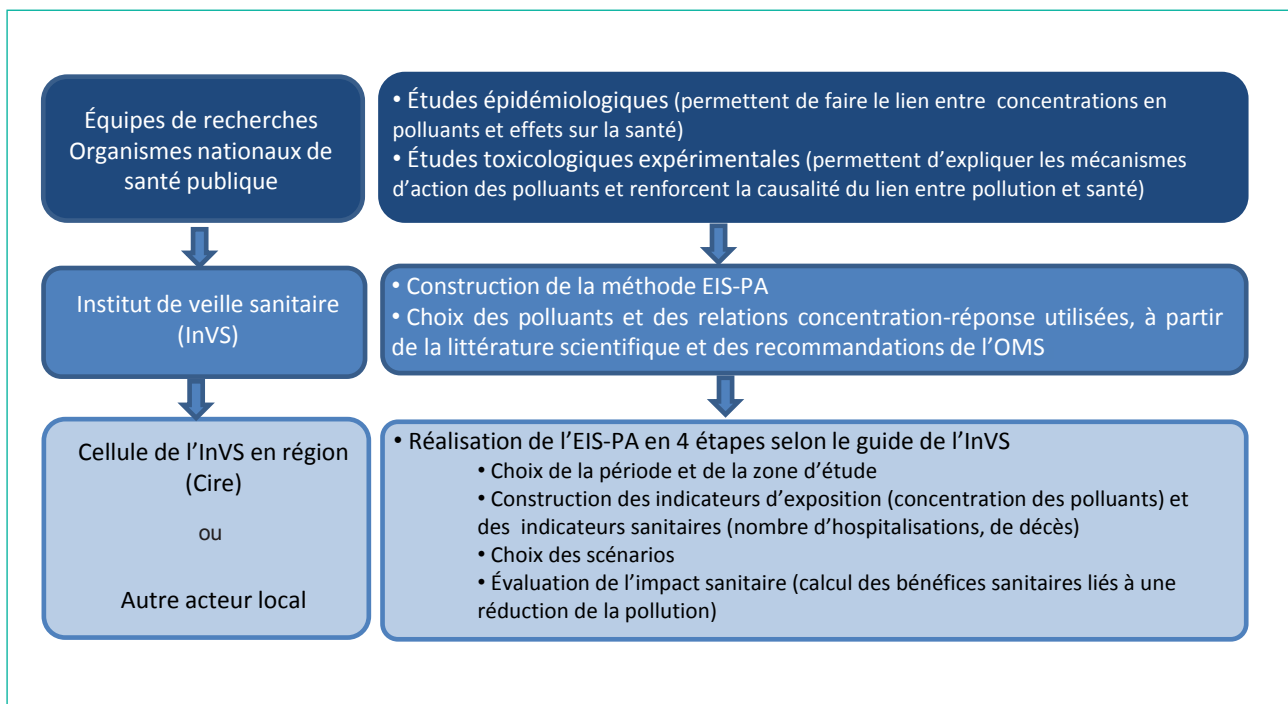 Équipes de recherches
Organismes nationaux de
santé publique
• Études épidémiologiques (permettent de faire le lien entre concentrations en
polluants et effets sur la santé)
• Études toxicologiques expérimentales (permettent d’expliquer les mécanismes
d’action des polluants et renforcent la causalité du lien entre pollution et santé)
Institut de veille sanitaire
(InVS)
• Construction de la méthode EIS-PA
• Choix des polluants et des relations concentration-réponse utilisées, à partir
de la littérature scientifique et des recommandations de l’OMS
Cellule de l’InVS en région
(Cire)
ou
Autre acteur local
• Réalisation de l’EIS-PA en 4 étapes selon le guide de l’InVS
• Choix de la période et de la zone d’étude
• Construction des indicateurs d’exposition (concentration des polluants) et
des indicateurs sanitaires (nombre d’hospitalisations, de décès)
• Choix des scénarios
• Évaluation de l’impact sanitaire (calcul des bénéfices sanitaires liés à une
réduction de la pollution)